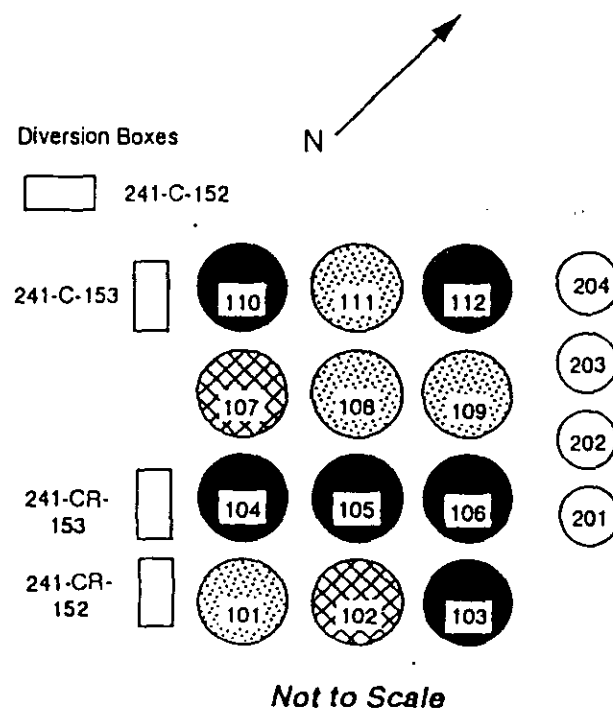 N
Diversion Boxes
241-C-152
241-C-153
110 111 112 204
107 108 109 203
202
241-CR-
153
104 105 106 201
241-CR-
152
101 102 103
Not to Scale